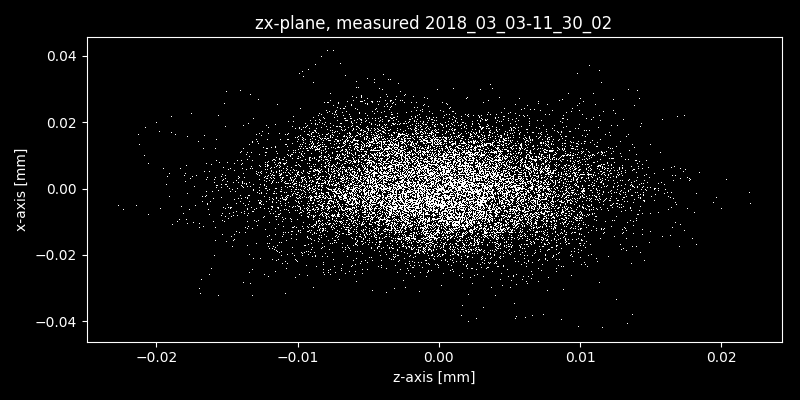 zx-plane, measured 2018_03_03-11_30_02
0.04
0.02
0.00
−0.02
−0.04
x-axis [mm]
−0.02 −0.01 0.00 0.01 0.02
z-axis [mm]